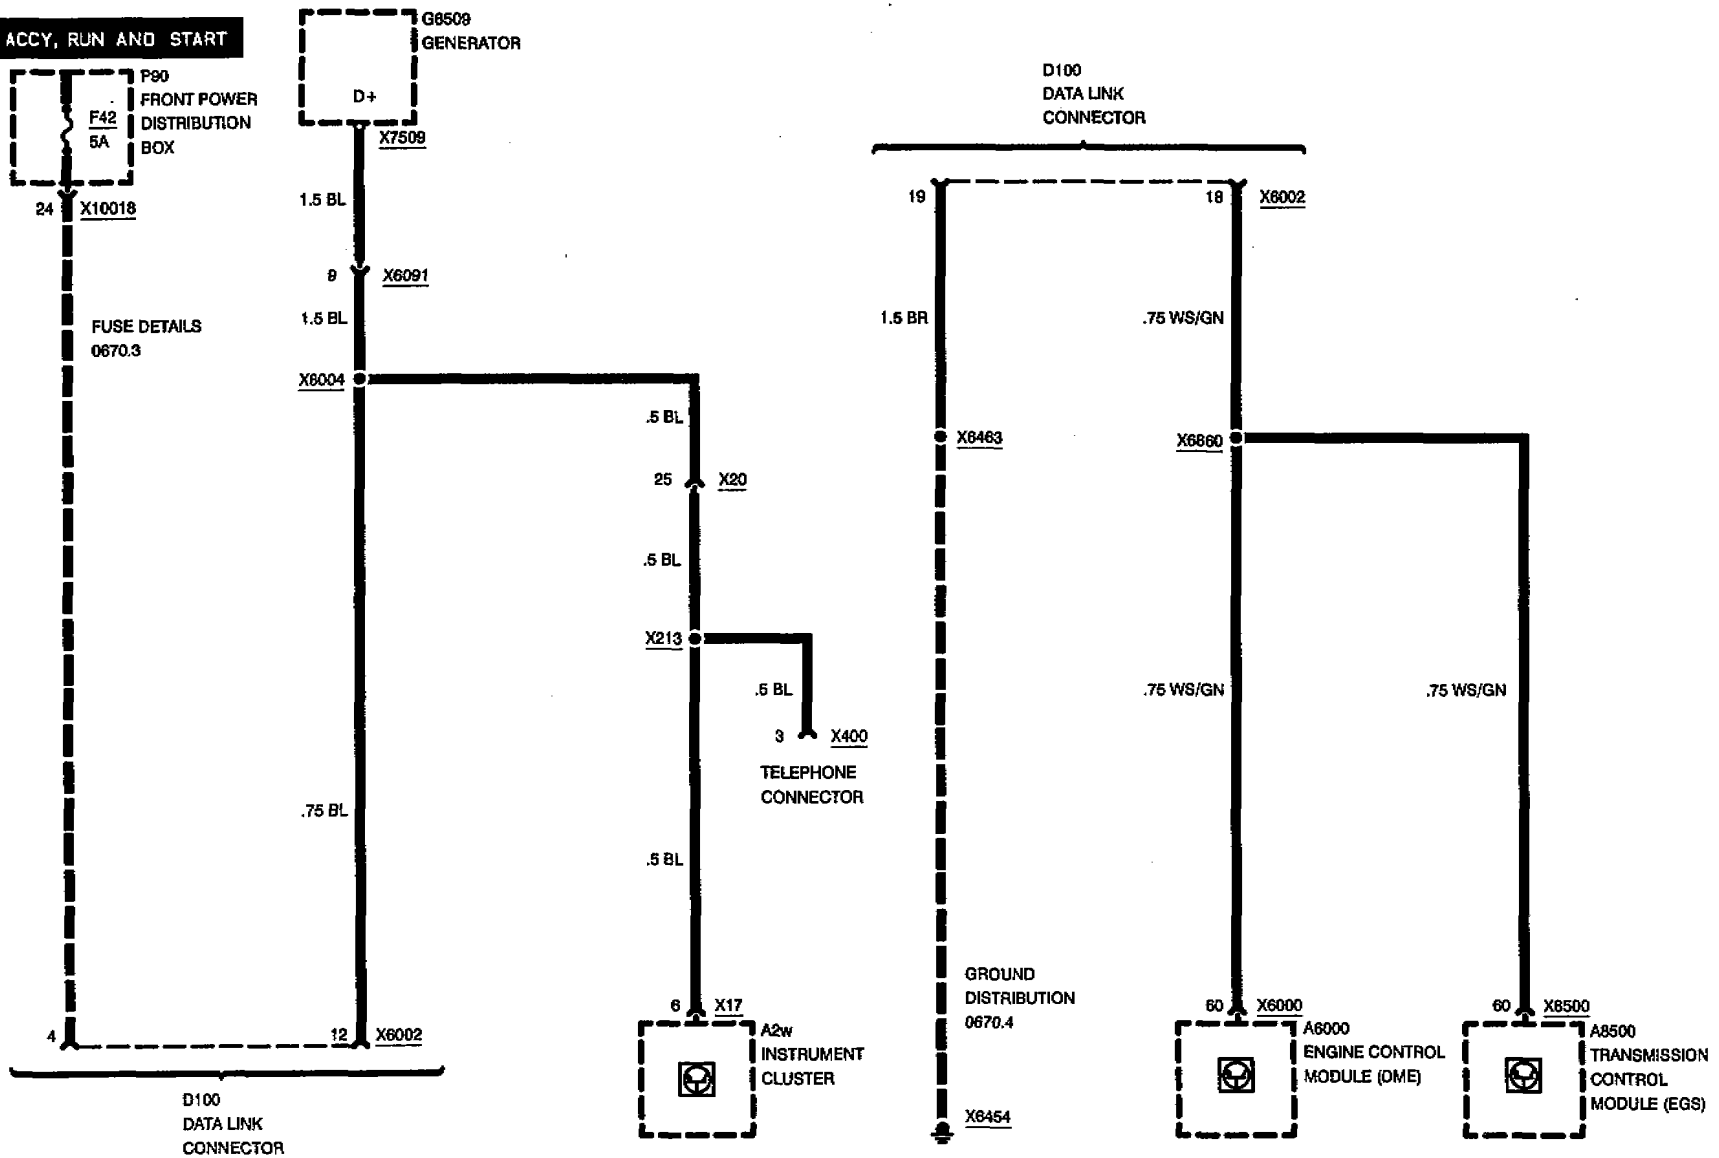 ACCY, RUN AND START
P90
FRONT POWER
DISTRIBUTION
BOX
F42
5A
24 X10018
FUSE DETAILS
0670.3
G6509
GENERATOR
D+
X7509
1.5 BL
9 X6091
1.5 BL
X6004
.5 BL
25 X20
.5 BL
X213
.5 BL
3 X400
TELEPHONE
CONNECTOR
.75 BL
.5 BL
4
12 X6002
D100
DATA LINK
CONNECTOR
6 X17
A2w
INSTRUMENT
CLUSTER
D100
DATA LINK
CONNECTOR
19
18 X6002
1.5 BR
.75 WS/GN
X6463
X6860
.75 WS/GN
.75 WS/GN
GROUND
DISTRIBUTION
0670.4
X6454
60 X6000
A6000
ENGINE CONTROL
MODULE (DME)
60 X8500
A8500
TRANSMISSION
CONTROL
MODULE (EGS)